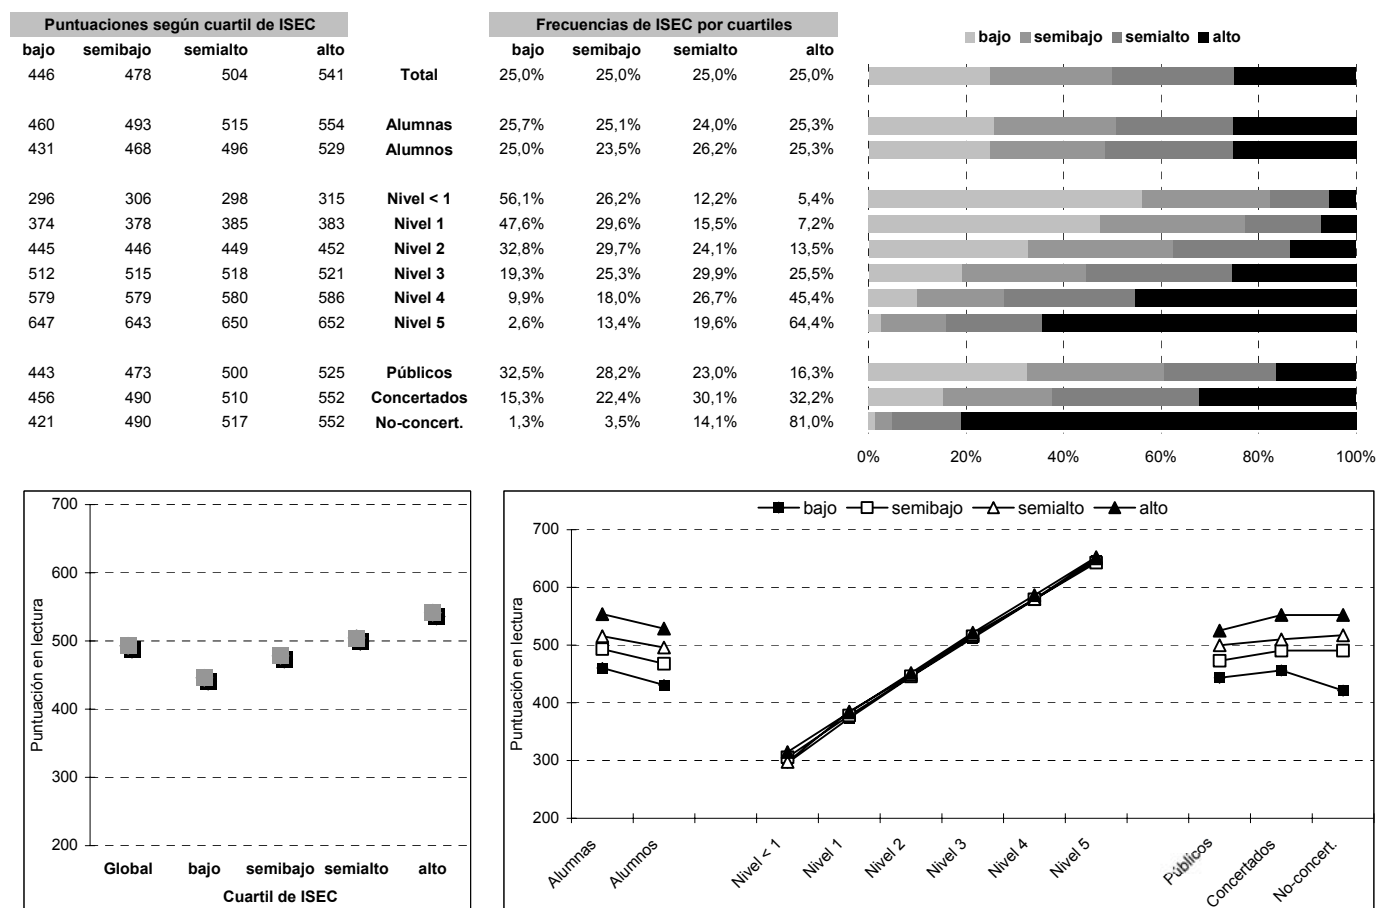 Puntuaciones según cuartil de ISEC Frecuencias de ISEC por cuartiles
bajo semibajo semialto alto bajo semibajo semialto alto
bajo semibajo semialto alto
446 478 504 541 Total 25,0% 25,0% 25,0% 25,0%
460 493 515 554 Alumnas 25,7% 25,1% 24,0% 25,3%
431 468 496 529 Alumnos 25,0% 23,5% 26,2% 25,3%
296 306 298 315 Nivel < 1 56,1% 26,2% 12,2% 5,4%
374 378 385 383 Nivel 1 47,6% 29,6% 15,5% 7,2%
445 446 449 452 Nivel 2 32,8% 29,7% 24,1% 13,5%
512 515 518 521 Nivel 3 19,3% 25,3% 29,9% 25,5%
579 579 580 586 Nivel 4 9,9% 18,0% 26,7% 45,4%
647 643 650 652 Nivel 5 2,6% 13,4% 19,6% 64,4%
443 473 500 525 Públicos 32,5% 28,2% 23,0% 16,3%
456 490 510 552 Concertados 15,3% 22,4% 30,1% 32,2%
421 490 517 552 No-concert. 1,3% 3,5% 14,1% 81,0%
0% 20% 40% 60% 80% 100%
Puntuación en lectura
700
600
500
400
300
200
Global bajo semibajo semialto alto
Cuartil de ISEC
bajo semibajo semialto alto
Puntuación en lectura
700
600
500
400
300
200
Alumnas
Alumnos
Nivel < 1
Nivel 1
Nivel 2
Nivel 3
Nivel 4
Nivel 5
Públicos
Concertados
No-concert.